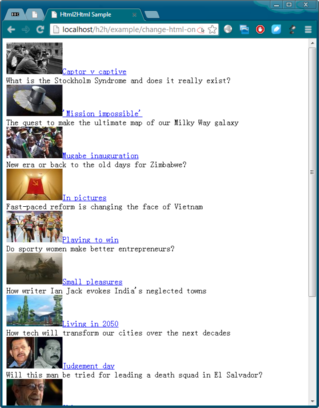 Html2Html Sample
localhost/h2h/example/change-html-on
Captor v captive
What is the Stockholm Syndrome and does it really exist?
'Mission impossible'
The quest to make the ultimate map of our Milky Way galaxy
Mugabe inauguration
New era or back to the old days for Zimbabwe?
In pictures
Fast-paced reform is changing the face of Vietnam
Playing to win
Do sporty women make better entrepreneurs?
Small pleasures
How writer Ian Jack evokes India's neglected towns
Living in 2050
How tech will transform our cities over the next decades
Judgement day
Will this man be tried for leading a death squad in El Salvador?